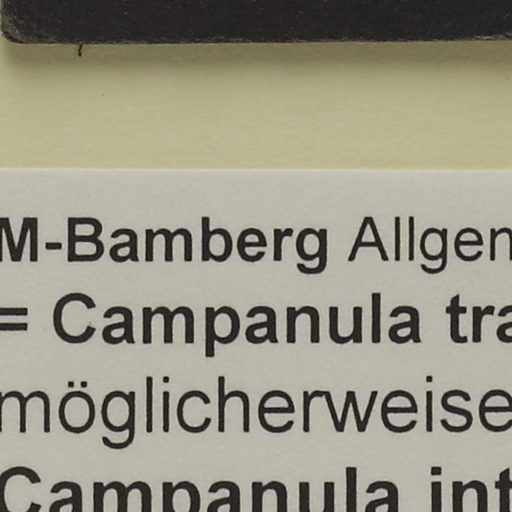 M-Bamberg Allgen
= Campanula tra
möglicherweise
Campanula int